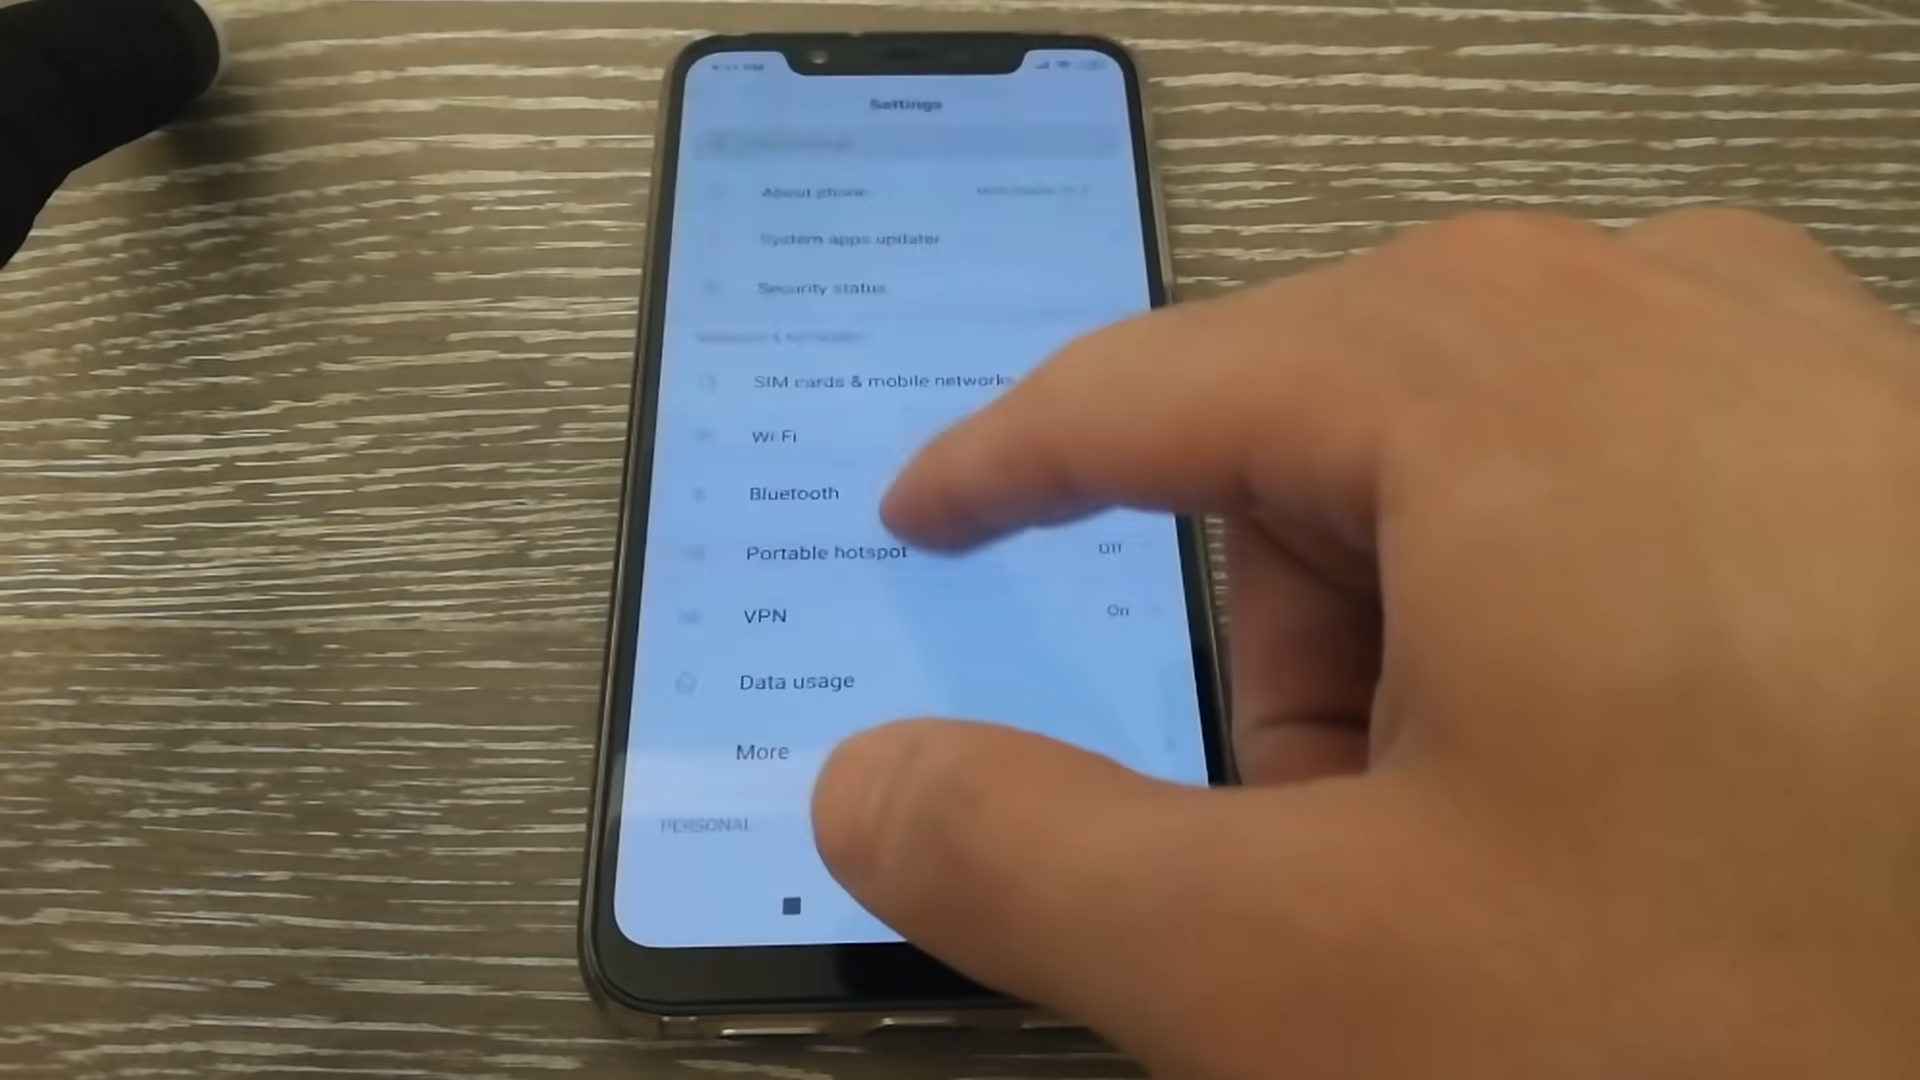 Settings
About phone
System apps updater
Security status
SIM cards & mobile networks
Wi-Fi
Bluetooth
Portable hotspot Off
VPN On
Data usage
More
PERSONAL